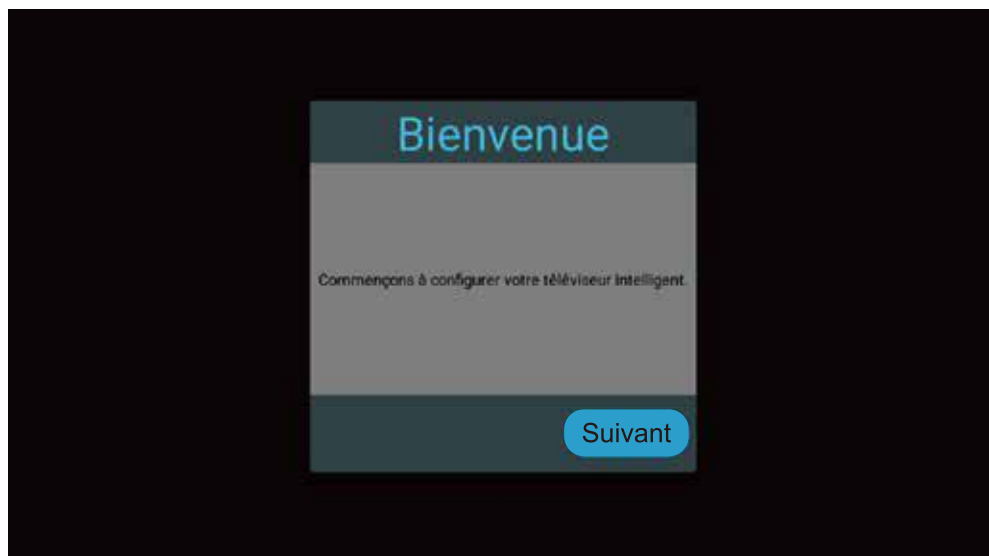 Bienvenue
Commençons à configurer votre téléviseur intelligent.
Suivant